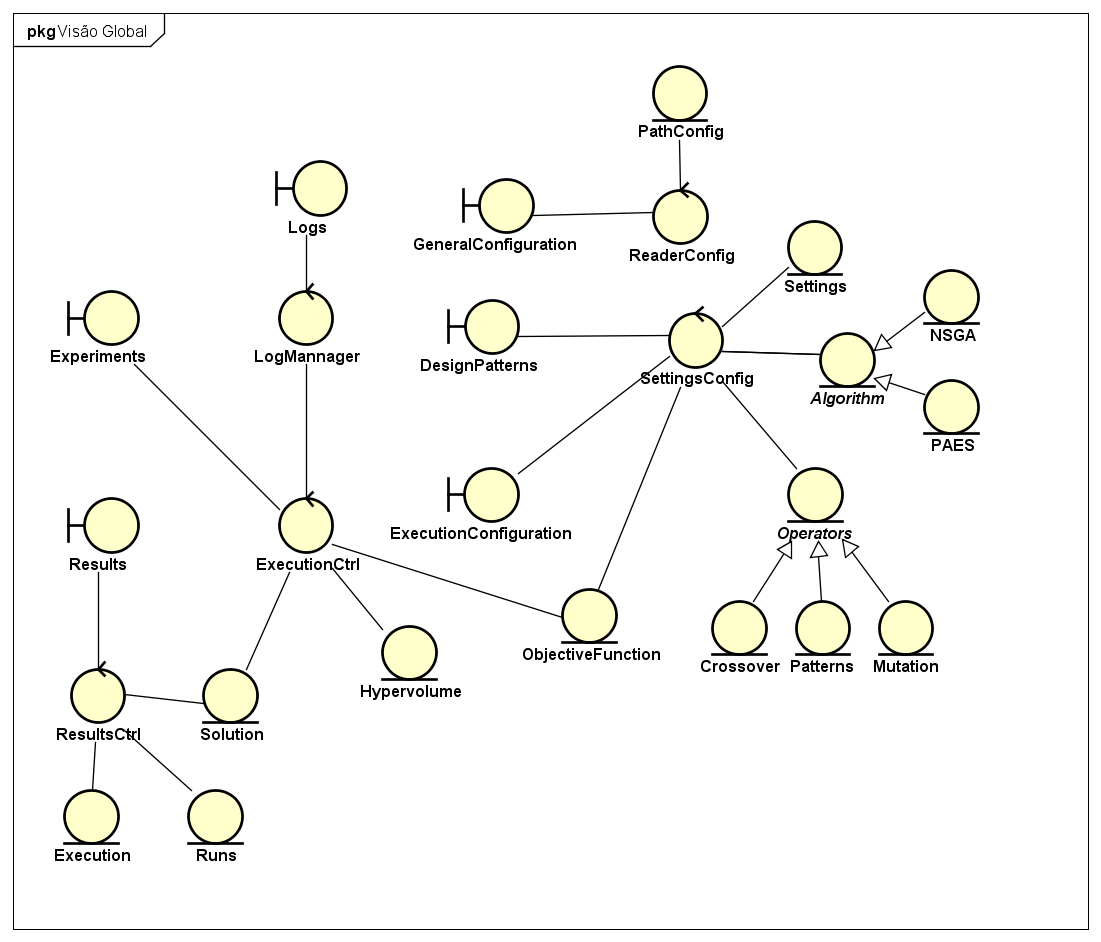 pkg Visão Global
PathConfig
Logs
GeneralConfiguration
ReaderConfig
Settings
Experiments
LogMannager
DesignPatterns
SettingsConfig
NSGA
Algorithm
PAES
ExecutionConfiguration
Operators
Results
ExecutionCtrl
ObjectiveFunction
Crossover
Patterns
Mutation
Hypervolume
ResultsCtrl
Solution
Execution
Runs